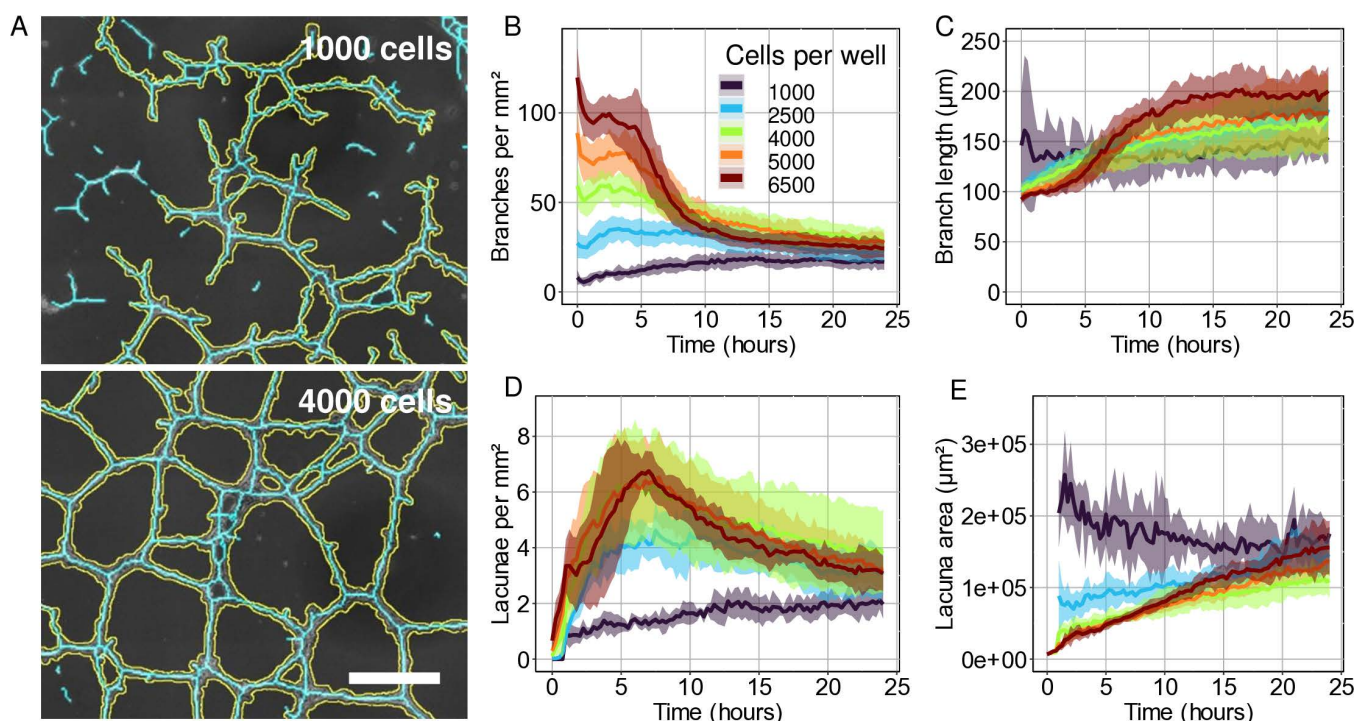 A
1000 cells
4000 cells
B
Branches per mm²
100
50
0
0 5 10 15 20 25
Time (hours)
Cells per well
1000
2500
4000
5000
6500
C
Branch length (µm)
250
200
150
100
50
0
0 5 10 15 20 25
Time (hours)
D
Lacunae per mm²
8
6
4
2
0
0 5 10 15 20 25
Time (hours)
E
Lacuna area (µm²)
3e+05
2e+05
1e+05
0e+00
0 5 10 15 20 25
Time (hours)